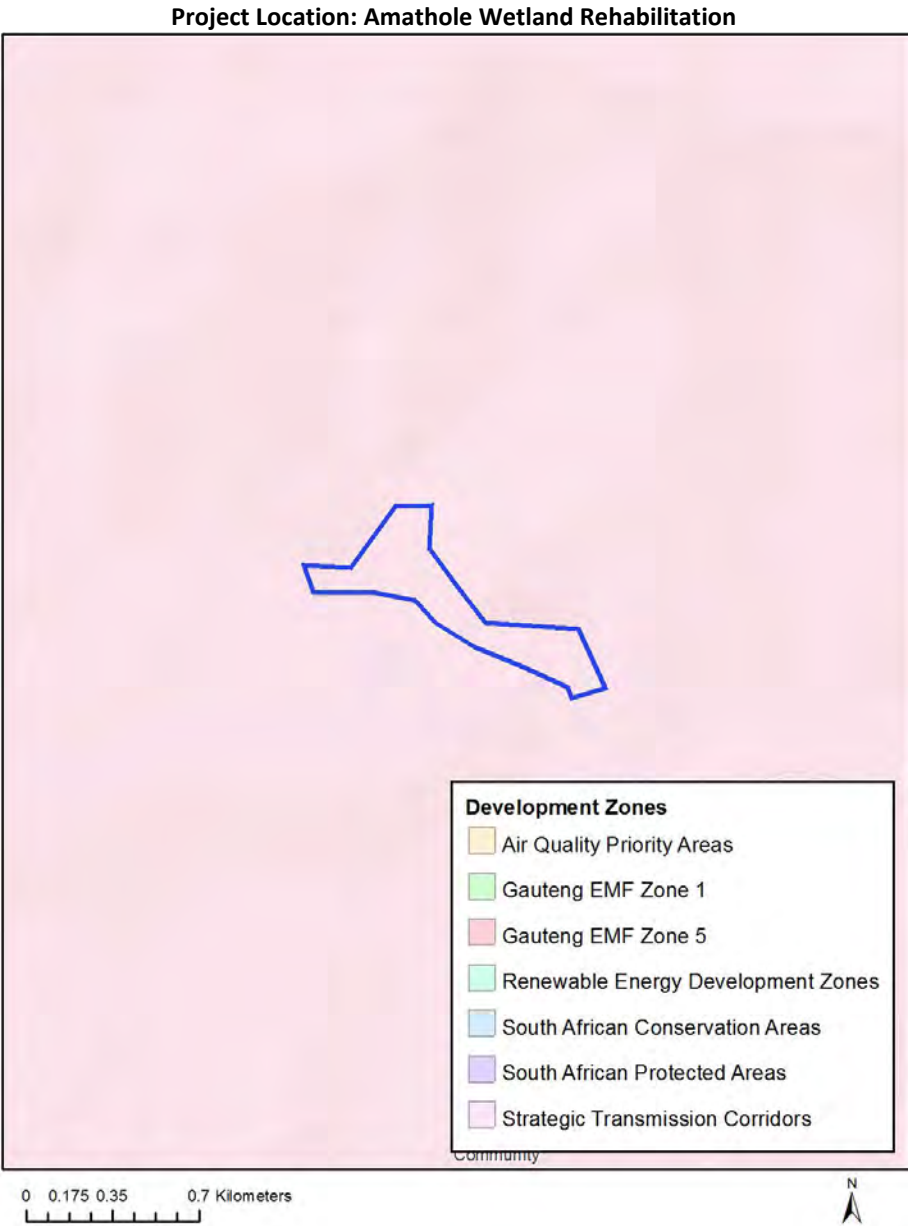 Project Location: Amathole Wetland Rehabilitation
Development Zones
Air Quality Priority Areas
Gauteng EMF Zone 1
Gauteng EMF Zone 5
Renewable Energy Development Zones
South African Conservation Areas
South African Protected Areas
Strategic Transmission Corridors
Community
0 0.175 0.35 0.7 Kilometers
N